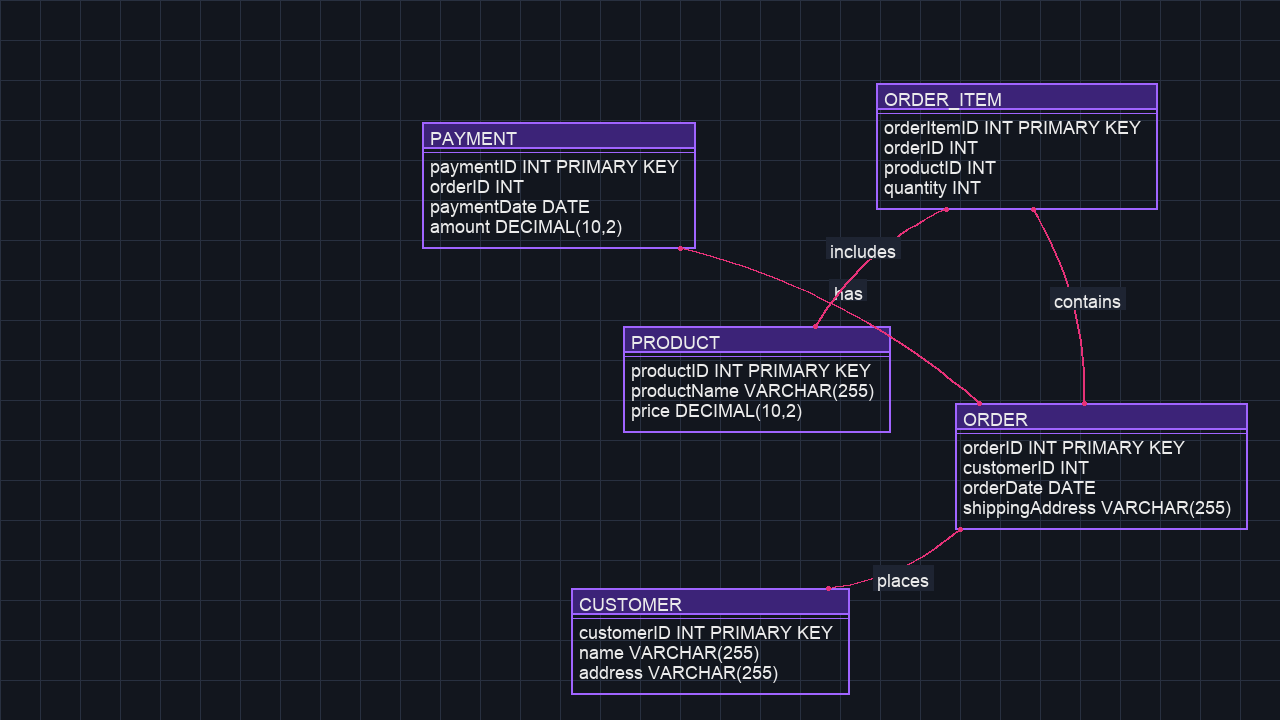 ORDER_ITEM
orderItemID INT PRIMARY KEY
orderID INT
productID INT
quantity INT
PAYMENT
paymentID INT PRIMARY KEY
orderID INT
paymentDate DATE
amount DECIMAL(10,2)
includes
has
contains
PRODUCT
productID INT PRIMARY KEY
productName VARCHAR(255)
price DECIMAL(10,2)
ORDER
orderID INT PRIMARY KEY
customerID INT
orderDate DATE
shippingAddress VARCHAR(255)
places
CUSTOMER
customerID INT PRIMARY KEY
name VARCHAR(255)
address VARCHAR(255)